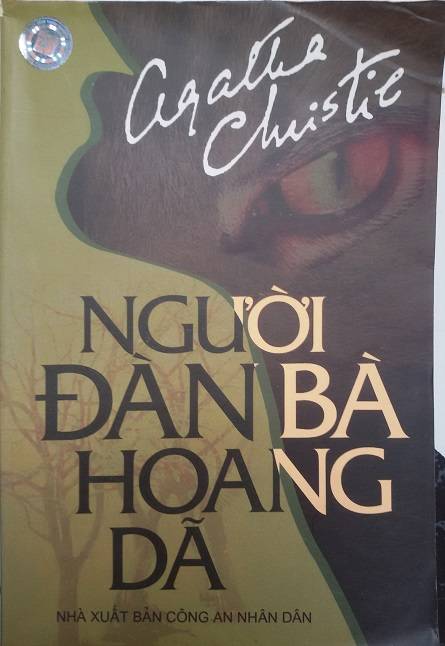 Agatha
Christie
NGƯỜI
ĐÀN BÀ
HOANG
DÃ
NHÀ XUẤT BẢN CÔNG AN NHÂN DÂN